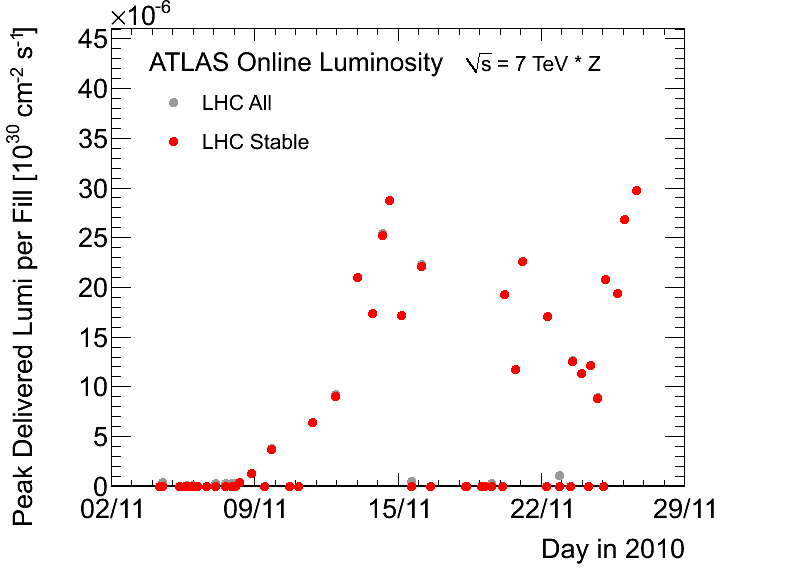 ×10⁻⁶
Peak Delivered Lumi per Fill [10³⁰ cm⁻² s⁻¹]
45
ATLAS Online Luminosity √s = 7 TeV * Z
40
LHC All
35
LHC Stable
30
25
20
15
10
5
0
02/11 09/11 15/11 22/11 29/11
Day in 2010